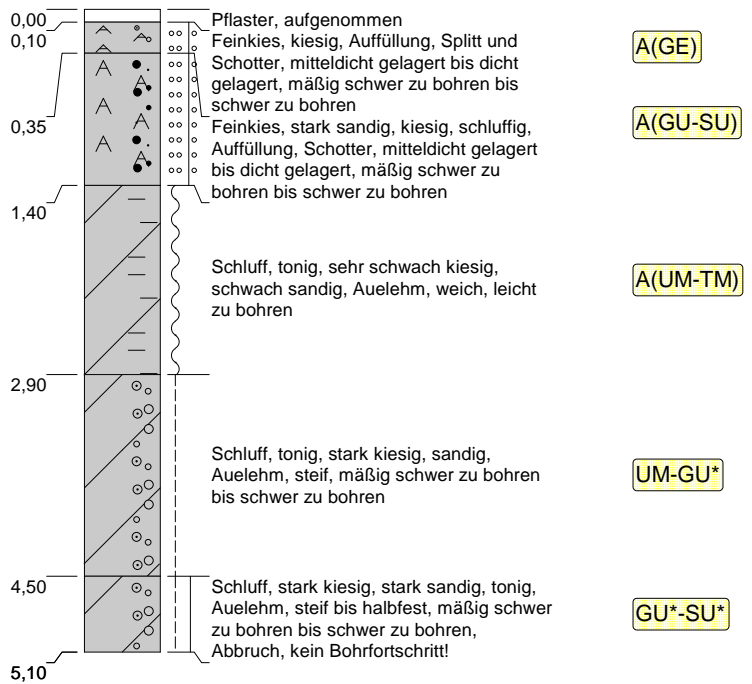 0,00
Pflaster, aufgenommen
0,10
Feinkies, kiesig, Auffüllung, Splitt und
Schotter, mitteldicht gelagert bis dicht
gelagert, mäßig schwer zu bohren bis
schwer zu bohren
A(GE)
0,35
Feinkies, stark sandig, kiesig, schluffig,
Auffüllung, Schotter, mitteldicht gelagert
bis dicht gelagert, mäßig schwer zu
bohren bis schwer zu bohren
A(GU-SU)
1,40
Schluff, tonig, sehr schwach kiesig,
schwach sandig, Auelehm, weich, leicht
zu bohren
A(UM-TM)
2,90
Schluff, tonig, stark kiesig, sandig,
Auelehm, steif, mäßig schwer zu bohren
bis schwer zu bohren
UM-GU*
4,50
Schluff, stark kiesig, stark sandig, tonig,
Auelehm, steif bis halbfest, mäßig schwer
zu bohren bis schwer zu bohren,
Abbruch, kein Bohrfortschritt!
GU*-SU*
5,10